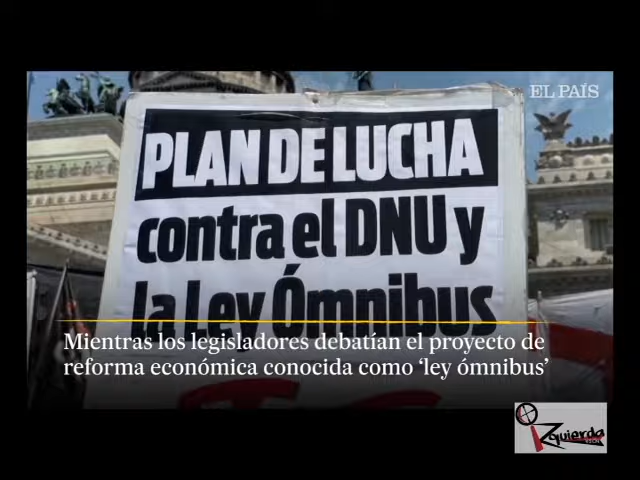 EL PAÍS
PLAN DE LUCHA
contra el DNU y
la Ley Ómnibus
Mientras los legisladores debatían el proyecto de
reforma económica conocida como ‘ley ómnibus’
Izquierda